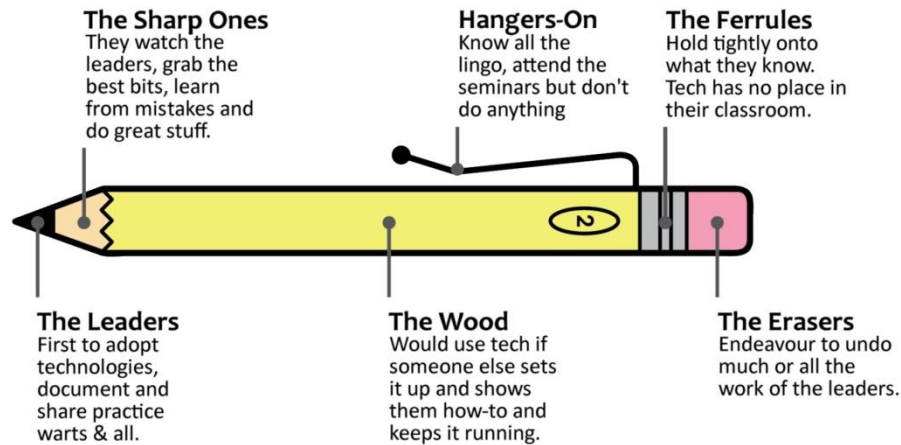 The Sharp Ones
They watch the
leaders, grab the
best bits, learn
from mistakes and
do great stuff.
Hangers-On
Know all the
lingo, attend the
seminars but don't
do anything
The Ferrules
Hold tightly onto
what they know.
Tech has no place in
their classroom.
2
The Leaders
First to adopt
technologies,
document and
share practice
warts & all.
The Wood
Would use tech if
someone else sets
it up and shows
them how-to and
keeps it running.
The Erasers
Endeavour to undo
much or all the
work of the leaders.